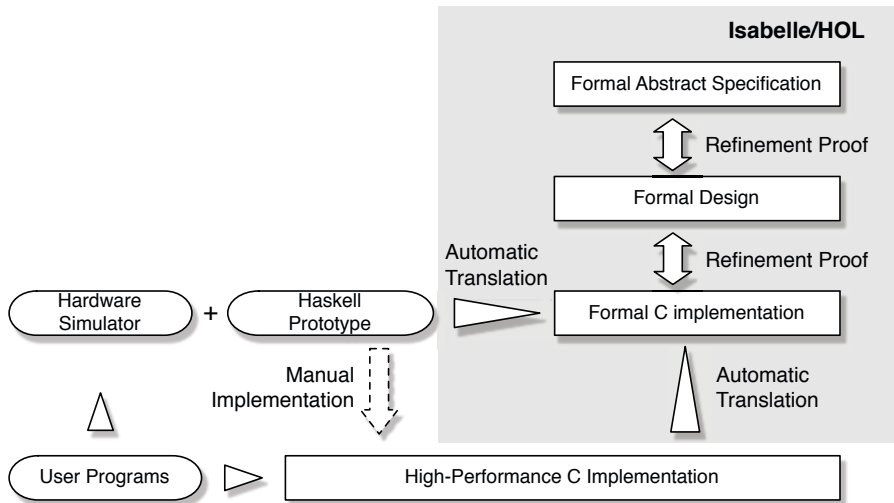 Isabelle/HOL
Formal Abstract Specification
Refinement Proof
Formal Design
Refinement Proof
Automatic
Translation
Hardware
Simulator
+
Haskell
Prototype
Formal C implementation
Manual
Implementation
Automatic
Translation
User Programs
High-Performance C Implementation